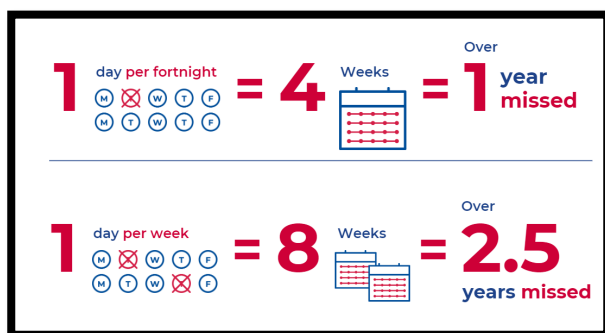 Over
1 day per fortnight = 4 Weeks = 1 year missed
M W T F
M T W T F
Over
1 day per week = 8 Weeks = 2.5 years missed
M W T F
M T W F